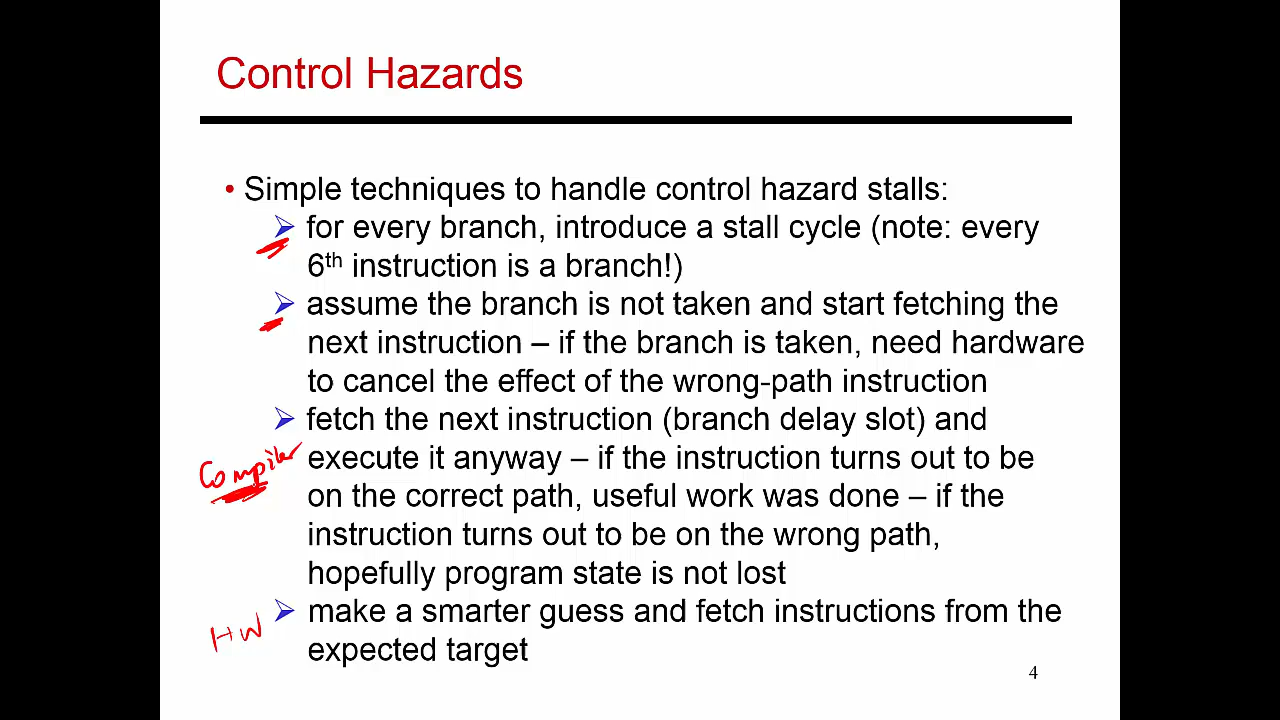 Control Hazards
• Simple techniques to handle control hazard stalls:
➢ for every branch, introduce a stall cycle (note: every
6th instruction is a branch!)
➢ assume the branch is not taken and start fetching the
next instruction – if the branch is taken, need hardware
to cancel the effect of the wrong-path instruction
➢ fetch the next instruction (branch delay slot) and
Compiler execute it anyway – if the instruction turns out to be
on the correct path, useful work was done – if the
instruction turns out to be on the wrong path,
hopefully program state is not lost
HW ➢ make a smarter guess and fetch instructions from the
expected target
4